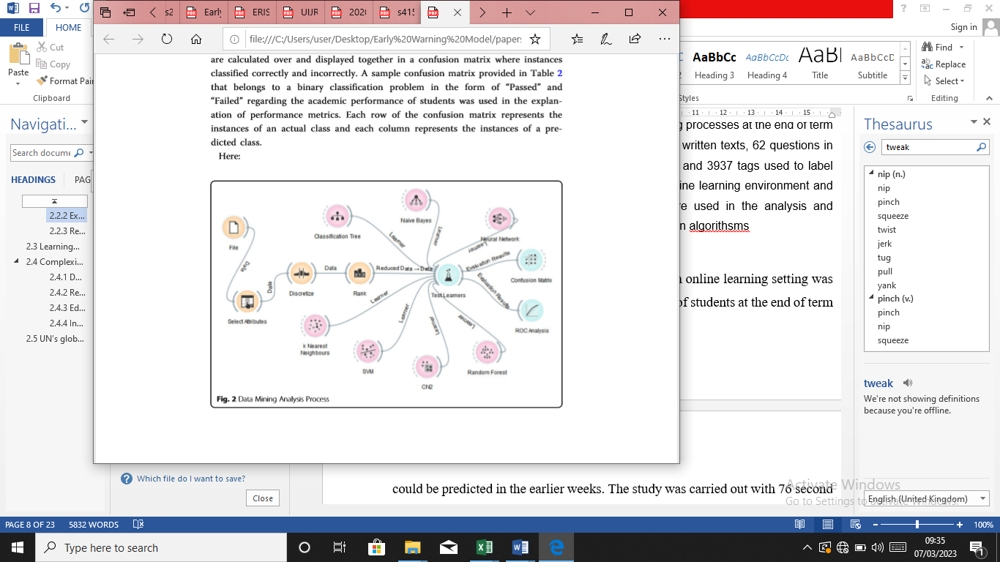 s2
Early
ERIS
UIJR
202(
s415
FILE
HOME
Sign in
file:///C:/Users/user/Desktop/Early%20Warning%20Model/papers
Paste
Cut
Copy
Format Pai
Clipboard
AaBbCc
AaBbCcDc
AaBl
AaBbCcD
2
Heading 3
Heading 4
Title
Subtitle
Styles
Find
Replace
Select
Editing
are calculated over and displayed together in a confusion matrix where instances
classified correctly and incorrectly. A sample confusion matrix provided in Table 2
that belongs to a binary classification problem in the form of “Passed” and
“Failed” regarding the academic performance of students was used in the explan-
ation of performance metrics. Each row of the confusion matrix represents the
instances of an actual class and each column represents the instances of a pre-
dicted class.
Here:
File
Data
Select Attributes
Data
Discretize
Data
Rank
Reduced Data → Data
Classification Tree
Learner
Naive Bayes
Learner
Neural Network
Learner
Evaluation Results
Confusion Matrix
Test Learners
Evaluation Results
ROC Analysis
k Nearest
Neighbours
Learner
SVM
Learner
CN2
Learner
Random Forest
Learner
Fig. 2 Data Mining Analysis Process
Navigati...
Search docume
HEADINGS
PAG
2.2.2 Ex...
2.2.3 Re...
2.3 Learning...
2.4 Complexi...
2.4.1 D...
2.4.2 Re...
2.4.3 Ed...
2.4.4 In...
2.5 UN's glob...
Which file do I want to save?
Close
11 12 13 14 15
g processes at the end of term
written texts, 62 questions in
and 3937 tags used to label
ine learning environment and
re used in the analysis and
n algorithsms
n online learning setting was
of students at the end of term
could be predicted in the earlier weeks. The study was carried out with 76 second
Thesaurus
tweak
nip (n.)
nip
pinch
squeeze
twist
jerk
tug
pull
yank
pinch (v.)
pinch
nip
squeeze
tweak
We're not showing definitions
because you're offline.
Activate Windows
Go to Settings to activate Windows.
English (United Kingdom)
PAGE 8 OF 23
5832 WORDS
100%
Type here to search
09:35
07/03/2023
1